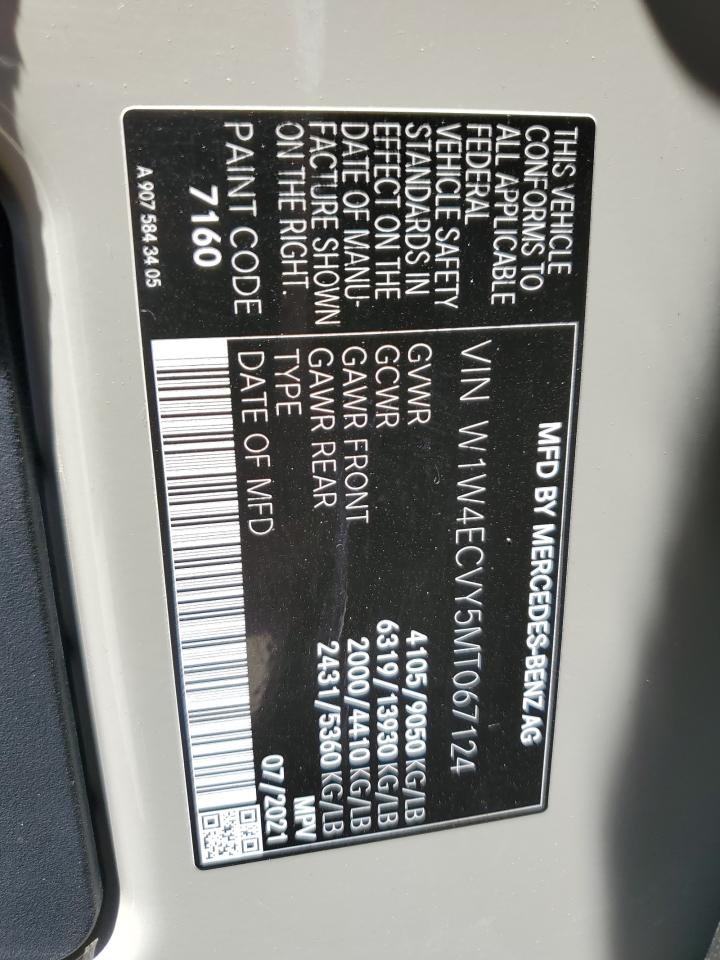 MFD BY MERCEDES-BENZ AG
VIN W1W4ECVY5MT067124
THIS VEHICLE
CONFORMS TO
ALL APPLICABLE
FEDERAL
VEHICLE SAFETY
STANDARDS IN
EFFECT ON THE
DATE OF MANU-
FACTURE SHOWN
ON THE RIGHT.
PAINT CODE
7160
A 907 584 34 05
GVWR 4105/9050 KG/LB
GCWR 6319/13930 KG/LB
GAWR FRONT 2000/4410 KG/LB
GAWR REAR 2431/5360 KG/LB
TYPE MPV
DATE OF MFD 07/2021